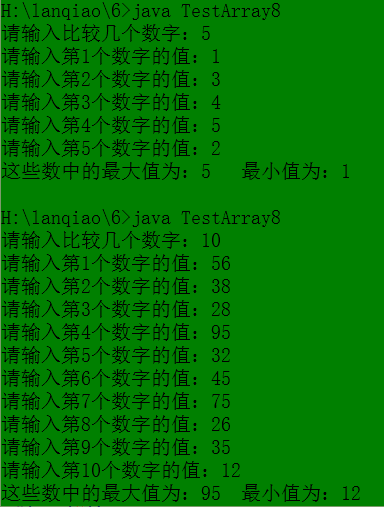 H:\lanqiao\6>java TestArray8
请输入比较几个数字：5
请输入第1个数字的值：1
请输入第2个数字的值：3
请输入第3个数字的值：4
请输入第4个数字的值：5
请输入第5个数字的值：2
这些数中的最大值为：5   最小值为：1
H:\lanqiao\6>java TestArray8
请输入比较几个数字：10
请输入第1个数字的值：56
请输入第2个数字的值：38
请输入第3个数字的值：28
请输入第4个数字的值：95
请输入第5个数字的值：32
请输入第6个数字的值：45
请输入第7个数字的值：75
请输入第8个数字的值：26
请输入第9个数字的值：35
请输入第10个数字的值：12
这些数中的最大值为：95  最小值为：12